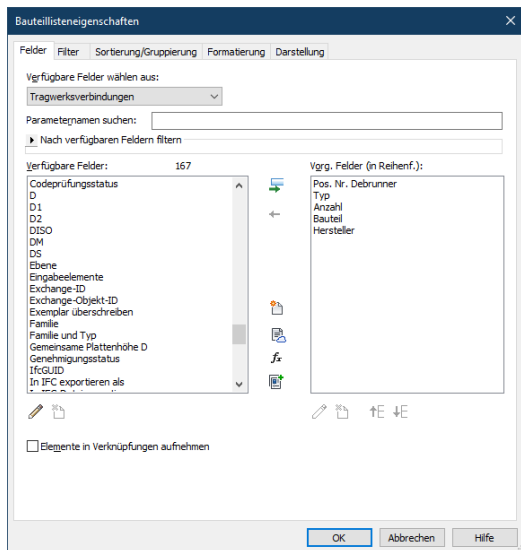 Bauteillisteneigenschaften
Felder Filter Sortierung/Gruppierung Formatierung Darstellung
Verfügbare Felder wählen aus:
Tragwerksverbindungen
Parameternamen suchen:
Nach verfügbaren Feldern filtern
Verfügbare Felder: 167 Vorg. Felder (in Reihenf.):
Codeprüfungsstatus Pos. Nr. Debrunner
D Typ
D1 Anzahl
D2 Bauteil
DISO Hersteller
DM
DS
Ebene
Eingabeelemente
Exchange-ID
Exchange-Objekt-ID
Exemplar überschreiben
Familie
Familie und Typ
Gemeinsame Plattenhöhe D
Genehmigungsstatus
IfcGUID
In IFC exportieren als
Elemente in Verknüpfungen aufnehmen
OK Abbrechen Hilfe